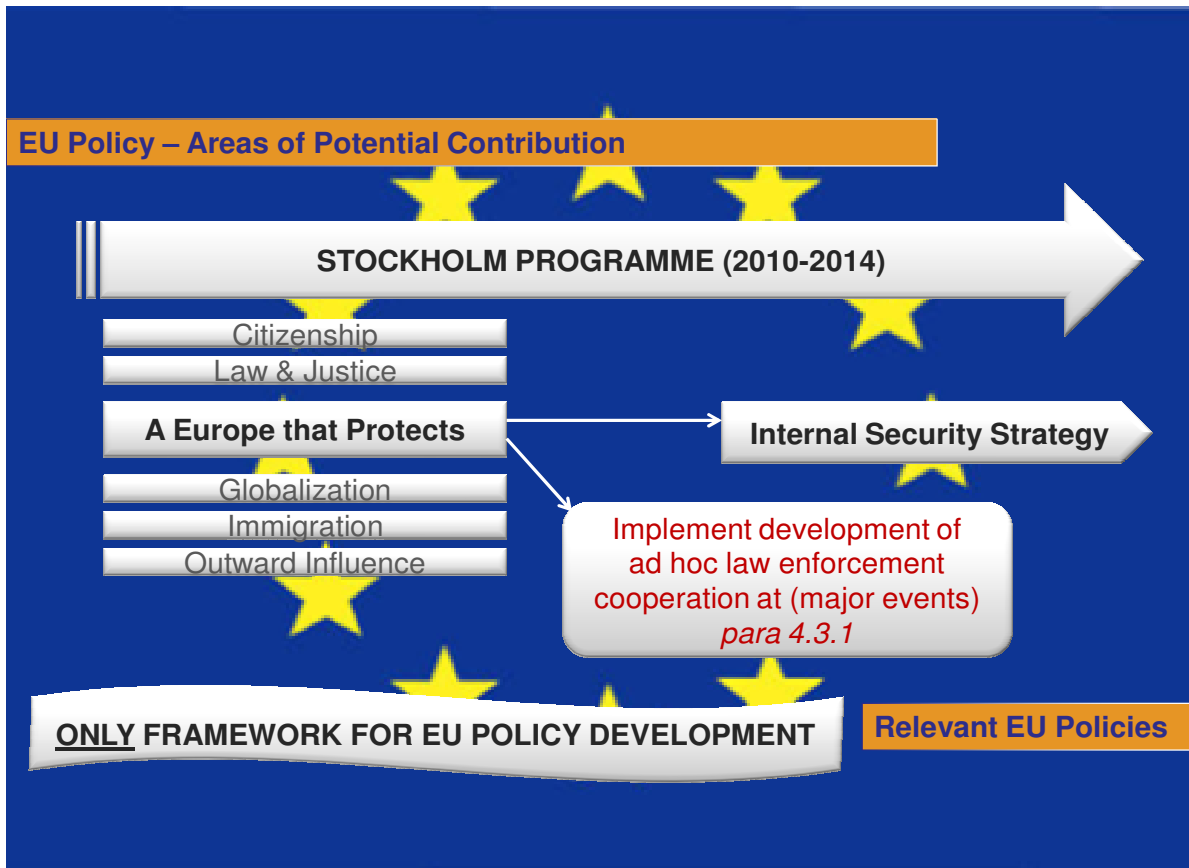 EU Policy – Areas of Potential Contribution
STOCKHOLM PROGRAMME (2010-2014)
Citizenship
Law & Justice
A Europe that Protects
Internal Security Strategy
Globalization
Immigration
Outward Influence
Implement development of
ad hoc law enforcement
cooperation at (major events)
para 4.3.1
ONLY FRAMEWORK FOR EU POLICY DEVELOPMENT
Relevant EU Policies